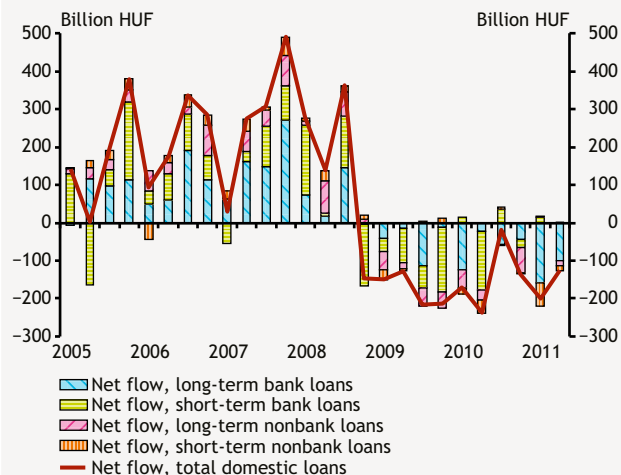 Billion HUF Billion HUF
500 500
400 400
300 300
200 200
100 100
0 0
−100 −100
−200 −200
−300 −300
2005 2006 2007 2008 2009 2010 2011
Net flow, long-term bank loans
Net flow, short-term bank loans
Net flow, long-term nonbank loans
Net flow, short-term nonbank loans
Net flow, total domestic loans